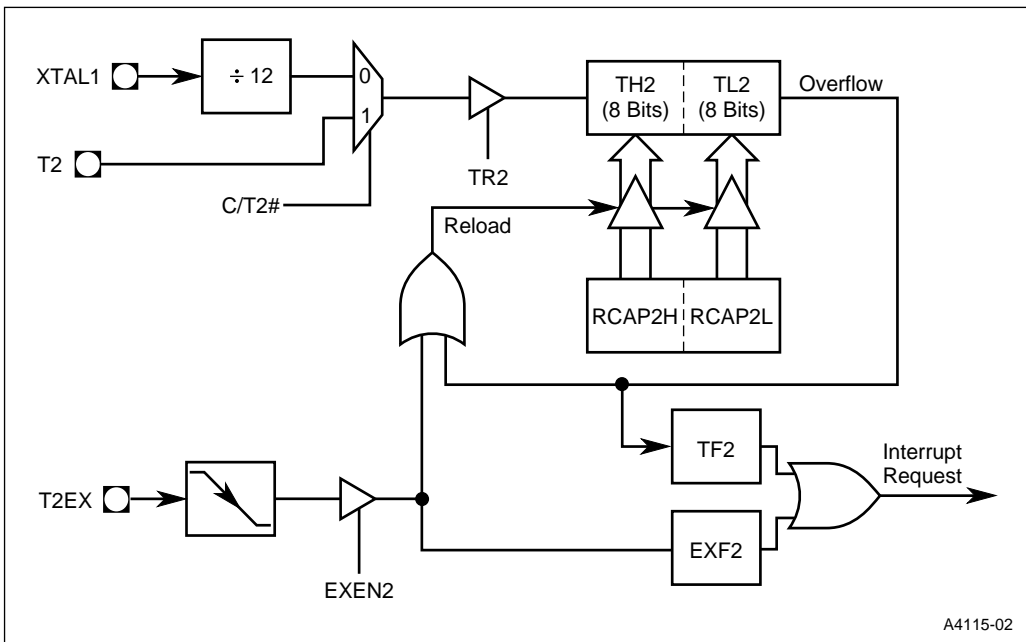 XTAL1
÷ 12
0
1
T2
C/T2#
TR2
TH2
(8 Bits)
TL2
(8 Bits)
Overflow
Reload
RCAP2H
RCAP2L
TF2
Interrupt
Request
T2EX
EXEN2
EXF2
A4115-02